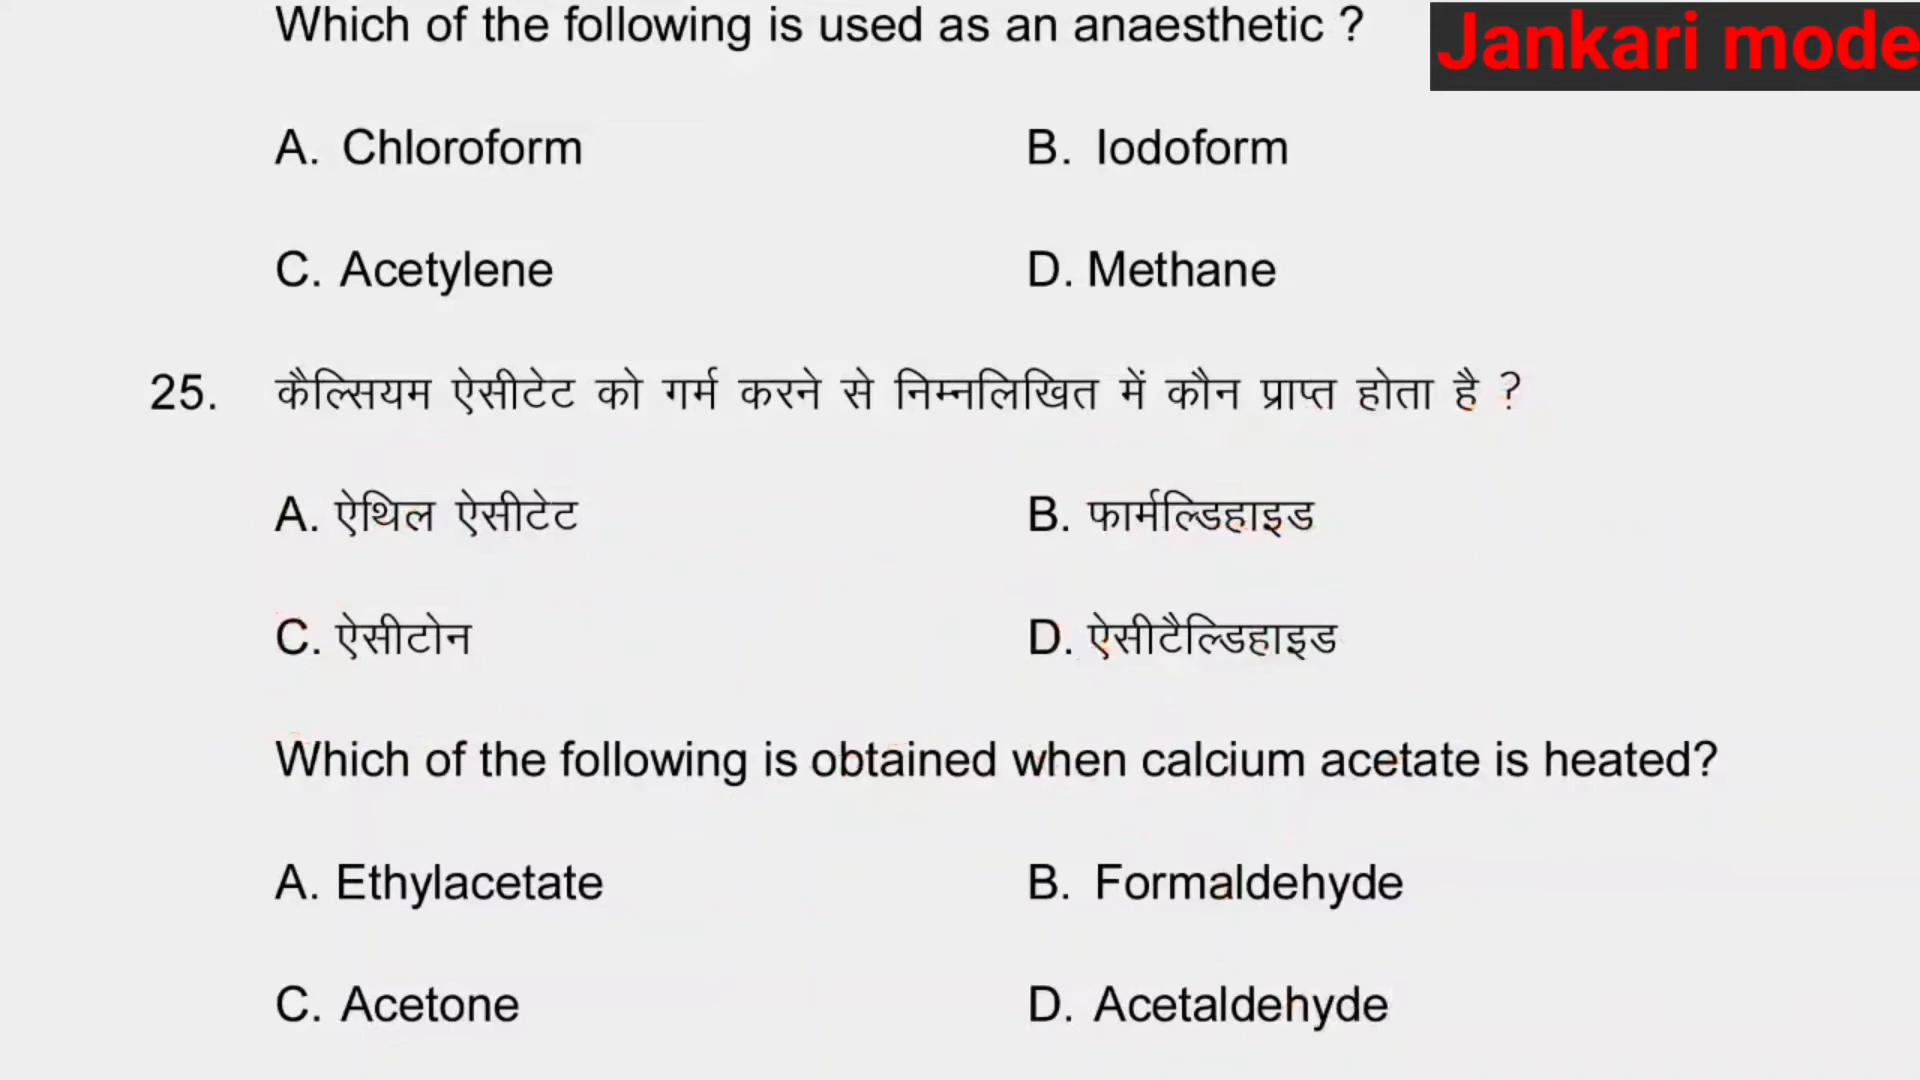 Which of the following is used as an anaesthetic ?
Jankari mode
A. Chloroform B. Iodoform
C. Acetylene D. Methane
25. कैल्सियम ऐसीटेट को गर्म करने से निम्नलिखित में कौन प्राप्त होता है ?
A. ऐथिल ऐसीटेट B. फार्मल्डिहाइड
C. ऐसीटोन D. ऐसीटैल्डिहाइड
Which of the following is obtained when calcium acetate is heated?
A. Ethylacetate B. Formaldehyde
C. Acetone D. Acetaldehyde